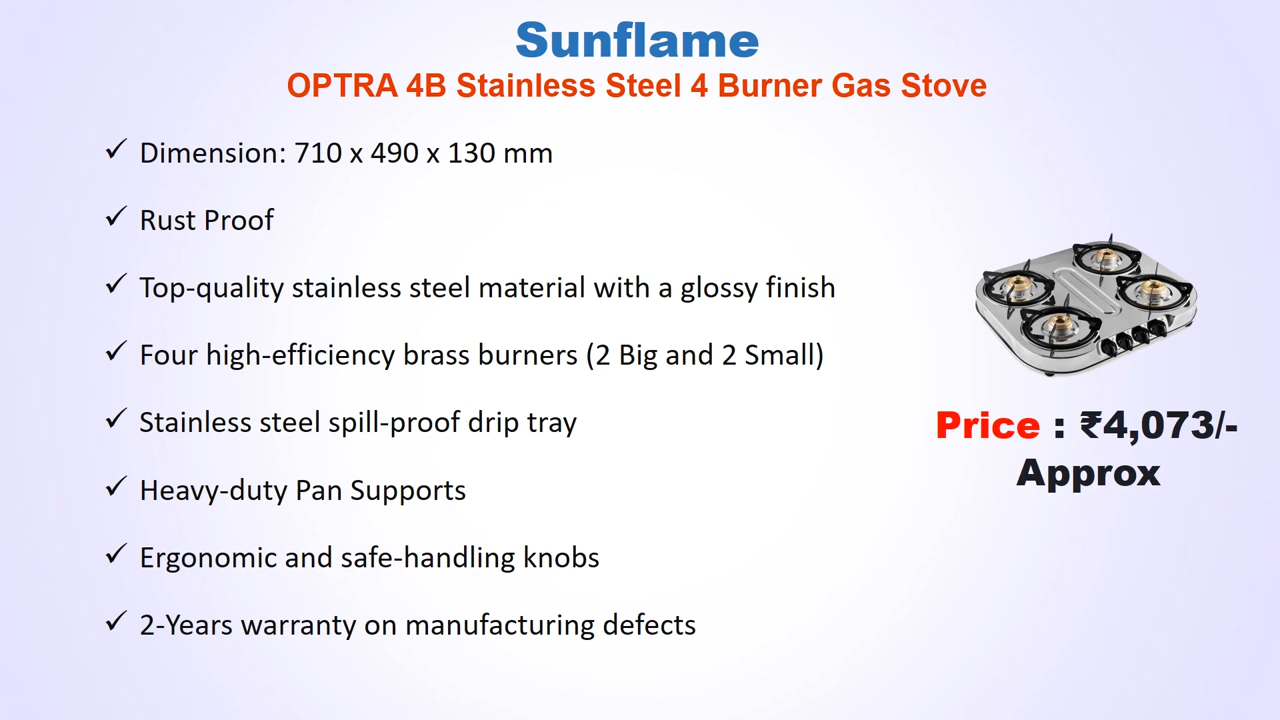 Sunflame
OPTRA 4B Stainless Steel 4 Burner Gas Stove
✓ Dimension: 710 x 490 x 130 mm
✓ Rust Proof
✓ Top-quality stainless steel material with a glossy finish
✓ Four high-efficiency brass burners (2 Big and 2 Small)
✓ Stainless steel spill-proof drip tray
✓ Heavy-duty Pan Supports
✓ Ergonomic and safe-handling knobs
✓ 2-Years warranty on manufacturing defects
Price : ₹4,073/-
Approx